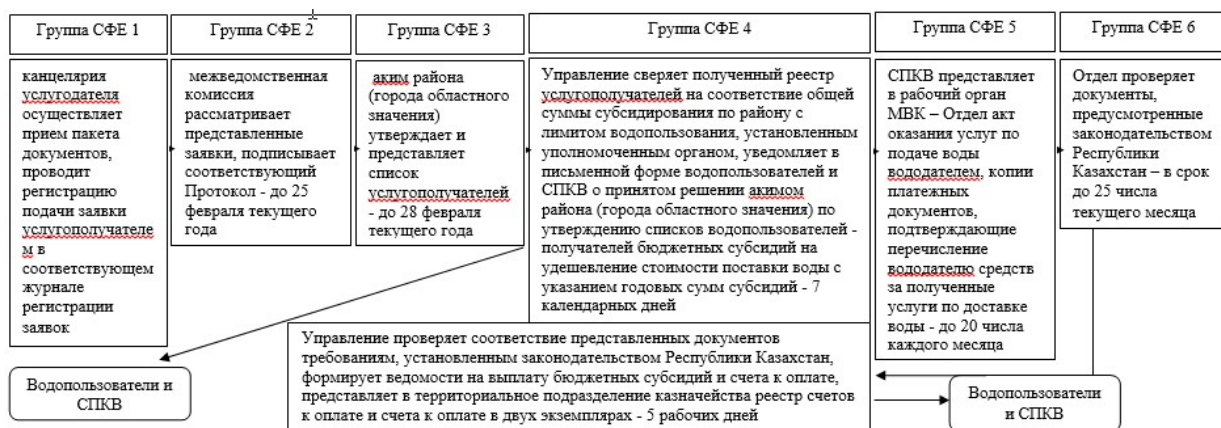 Группа СФЕ 1
Группа СФЕ 2
Группа СФЕ 3
Группа СФЕ 4
Группа СФЕ 5
Группа СФЕ 6
канцелярия
услугодателя
осуществляет
прием пакета
документов,
проводит
регистрацию
подачи заявки
услугополучателе
м в
соответствующем
журнале
регистрации
заявок
межведомственная
комиссия
рассматривает
представленные
заявки, подписывает
соответствующий
Протокол - до 25
февраля текущего
года
аким района
(города областного
значения)
утверждает и
представляет
список
услугополучателей
- до 28 февраля
текущего года
Управление сверяет полученный реестр
услугополучателей на соответствие общей
суммы субсидирования по району с
лимитом водопользования, установленным
уполномоченным органом, уведомляет в
письменной форме водопользователей и
СПКВ о принятом решении акимом
района (города областного значения) по
утверждению списков водопользователей -
получателей бюджетных субсидий на
удешевление стоимости поставки воды с
указанием годовых сумм субсидий - 7
календарных дней
СПКВ представляет
в рабочий орган
МВК – Отдел акт
оказания услуг по
подаче воды
вододателем, копии
платежных
документов,
подтверждающие
перечисление
вододателю средств
за полученные
услуги по доставке
воды - до 20 числа
каждого месяца
Отдел проверяет
документы,
предусмотренные
законодательством
Республики
Казахстан – в срок
до 25 числа
текущего месяца
Управление проверяет соответствие представленных документов
требованиям, установленным законодательством Республики Казахстан,
формирует ведомости на выплату бюджетных субсидий и счета к оплате,
представляет в территориальное подразделение казначейства реестр счетов
к оплате и счета к оплате в двух экземплярах - 5 рабочих дней
Водопользователи и
СПКВ
Водопользователи
и СПКВ